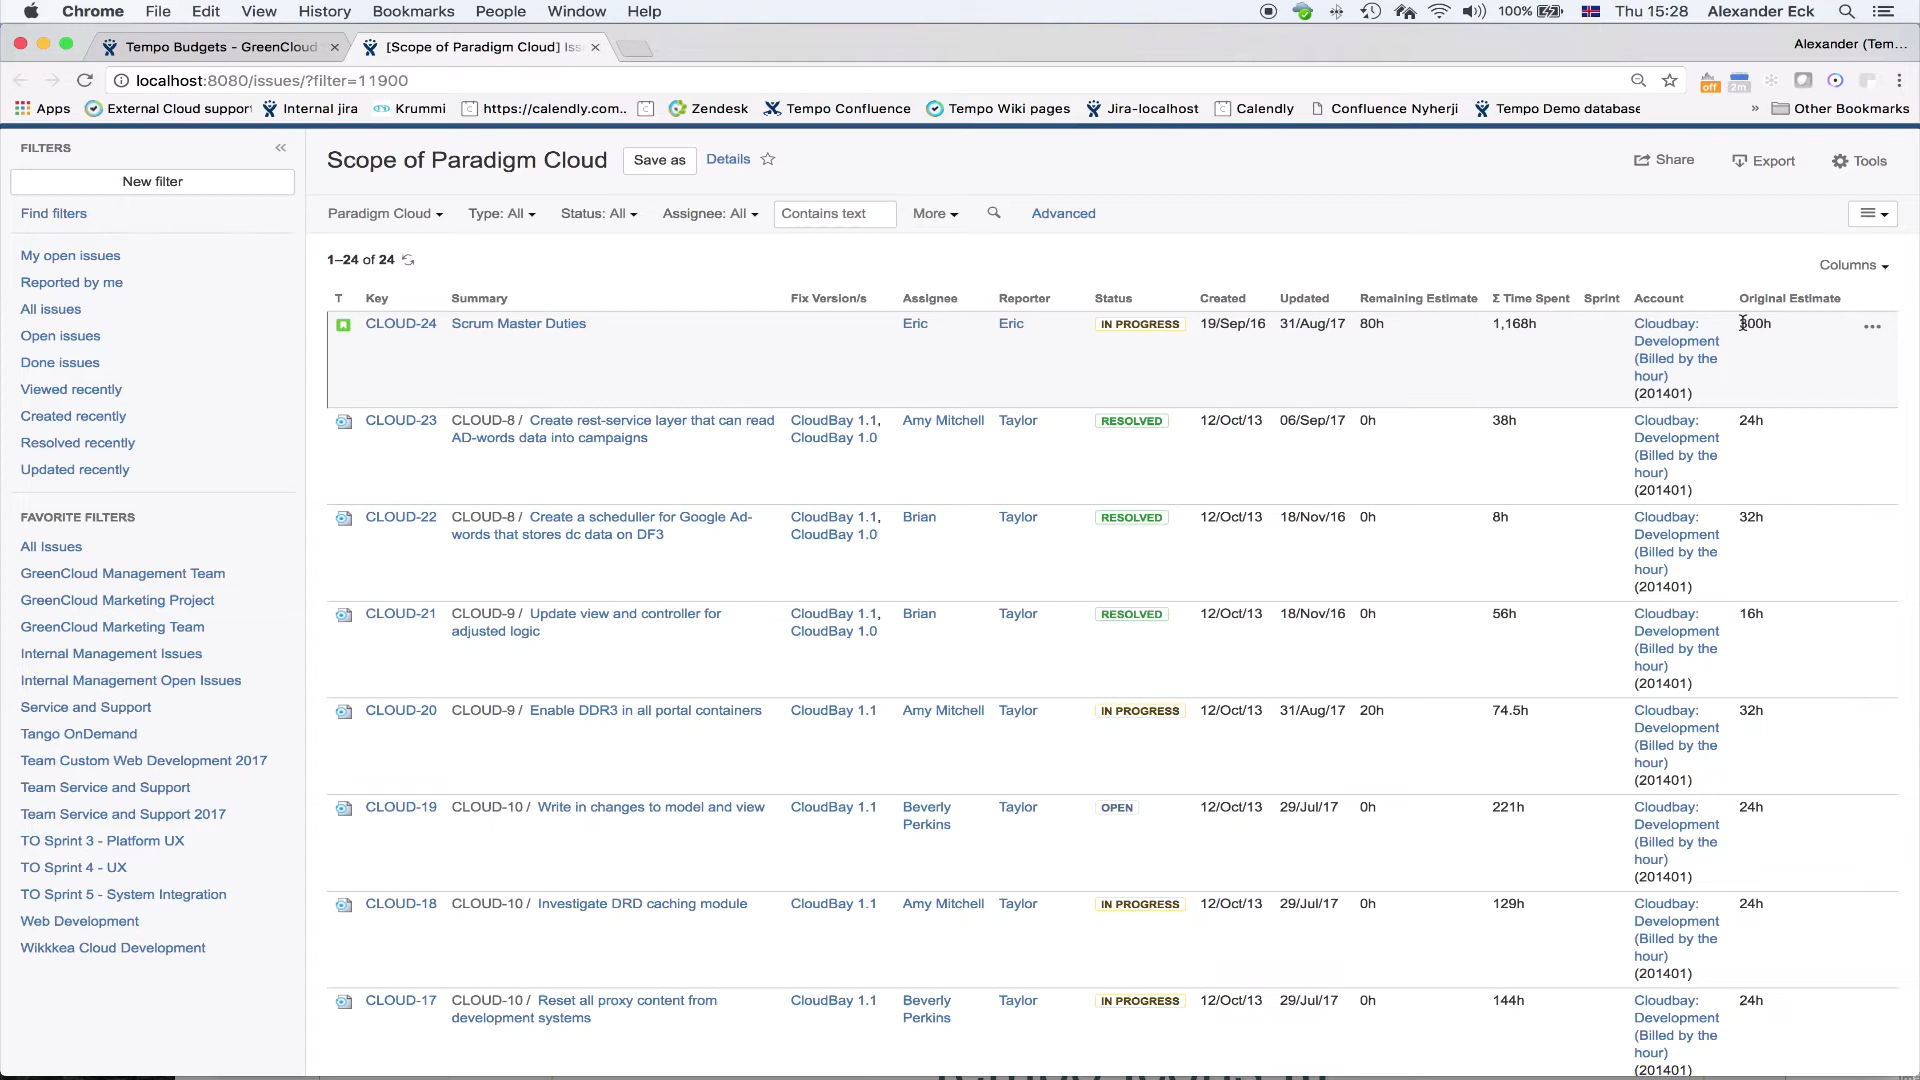 Chrome File Edit View History Bookmarks People Window Help 100% Thu 15:28 Alexander Eck
Tempo Budgets - GreenCloud × [Scope of Paradigm Cloud] Iss × Alexander (Tem...
localhost:8080/issues/?filter=11900 off 2m
Apps External Cloud support Internal jira Krummi https://calendly.com.. Zendesk Tempo Confluence Tempo Wiki pages Jira-localhost Calendly Confluence Nyherji Tempo Demo database » Other Bookmarks
FILTERS «
New filter
Find filters
My open issues
Reported by me
All issues
Open issues
Done issues
Viewed recently
Created recently
Resolved recently
Updated recently
FAVORITE FILTERS
All Issues
GreenCloud Management Team
GreenCloud Marketing Project
GreenCloud Marketing Team
Internal Management Issues
Internal Management Open Issues
Service and Support
Tango OnDemand
Team Custom Web Development 2017
Team Service and Support
Team Service and Support 2017
TO Sprint 3 - Platform UX
TO Sprint 4 - UX
TO Sprint 5 - System Integration
Web Development
Wikkkea Cloud Development
Scope of Paradigm Cloud Save as Details Share Export Tools
Paradigm Cloud Type: All Status: All Assignee: All Contains text More Advanced
1–24 of 24
Columns
T Key Summary Fix Version/s Assignee Reporter Status Created Updated Remaining Estimate Σ Time Spent Sprint Account Original Estimate
CLOUD-24 Scrum Master Duties Eric Eric IN PROGRESS 19/Sep/16 31/Aug/17 80h 1,168h Cloudbay: 300h •••
Development
(Billed by the
hour)
(201401)
CLOUD-23 CLOUD-8 / Create rest-service layer that can read CloudBay 1.1, Amy Mitchell Taylor RESOLVED 12/Oct/13 06/Sep/17 0h 38h Cloudbay: 24h
AD-words data into campaigns CloudBay 1.0 Development
(Billed by the
hour)
(201401)
CLOUD-22 CLOUD-8 / Create a scheduller for Google Ad- CloudBay 1.1, Brian Taylor RESOLVED 12/Oct/13 18/Nov/16 0h 8h Cloudbay: 32h
words that stores dc data on DF3 CloudBay 1.0 Development
(Billed by the
hour)
(201401)
CLOUD-21 CLOUD-9 / Update view and controller for CloudBay 1.1, Brian Taylor RESOLVED 12/Oct/13 18/Nov/16 0h 56h Cloudbay: 16h
adjusted logic CloudBay 1.0 Development
(Billed by the
hour)
(201401)
CLOUD-20 CLOUD-9 / Enable DDR3 in all portal containers CloudBay 1.1 Amy Mitchell Taylor IN PROGRESS 12/Oct/13 31/Aug/17 20h 74.5h Cloudbay: 32h
Development
(Billed by the
hour)
(201401)
CLOUD-19 CLOUD-10 / Write in changes to model and view CloudBay 1.1 Beverly Taylor OPEN 12/Oct/13 29/Jul/17 0h 221h Cloudbay: 24h
Perkins Development
(Billed by the
hour)
(201401)
CLOUD-18 CLOUD-10 / Investigate DRD caching module CloudBay 1.1 Amy Mitchell Taylor IN PROGRESS 12/Oct/13 29/Jul/17 0h 129h Cloudbay: 24h
Development
(Billed by the
hour)
(201401)
CLOUD-17 CLOUD-10 / Reset all proxy content from CloudBay 1.1 Beverly Taylor IN PROGRESS 12/Oct/13 29/Jul/17 0h 144h Cloudbay: 24h
development systems Perkins Development
(Billed by the
hour)
(201401)